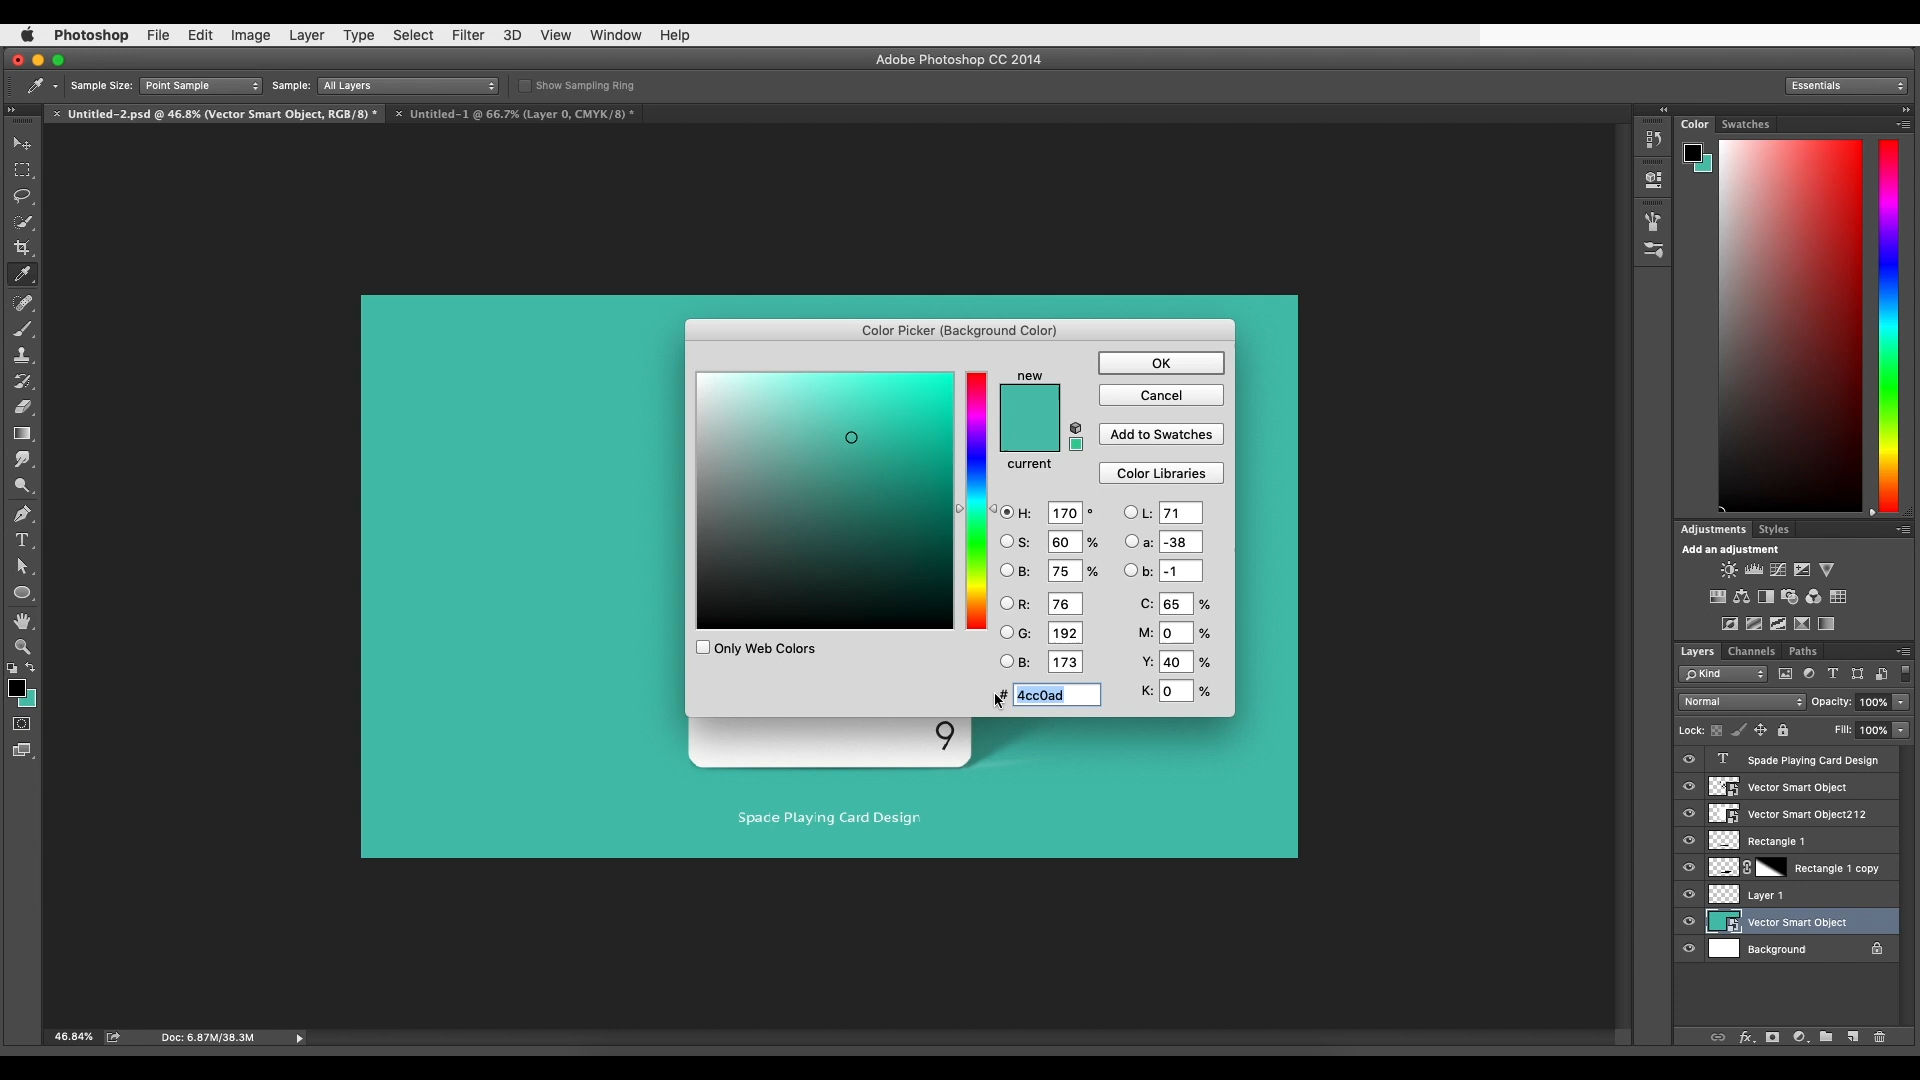 Photoshop File Edit Image Layer Type Select Filter 3D View Window Help
Adobe Photoshop CC 2014
Sample Size: Point Sample Sample: All Layers Show Sampling Ring Essentials
× Untitled-2.psd @ 46.8% (Vector Smart Object, RGB/8) * × Untitled-1 @ 66.7% (Layer 0, CMYK/8) *
Color Swatches
Color Picker (Background Color)
new
current
OK
Cancel
Add to Swatches
Color Libraries
H: 170 ° L: 71
S: 60 % a: -38
B: 75 % b: -1
R: 76 C: 65 %
G: 192 M: 0 %
B: 173 Y: 40 %
# 4cc0ad K: 0 %
Only Web Colors
9
Spade Playing Card Design
Adjustments Styles
Add an adjustment
Layers Channels Paths
Kind
Normal Opacity: 100%
Lock: Fill: 100%
T Spade Playing Card Design
Vector Smart Object
Vector Smart Object212
Rectangle 1
Rectangle 1 copy
Layer 1
Vector Smart Object
Background
46.84% Doc: 6.87M/38.3M
fx